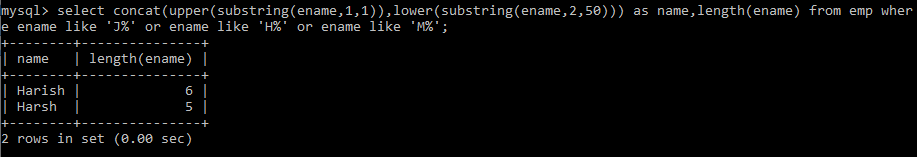 mysql> select concat(upper(substring(ename,1,1)),lower(substring(ename,2,50))) as name,length(ename) from emp wher
e ename like 'J%' or ename like 'H%' or ename like 'M%';
+--------+---------------+
| name   | length(ename) |
+--------+---------------+
| Harish |             6 |
| Harsh  |             5 |
+--------+---------------+
2 rows in set (0.00 sec)